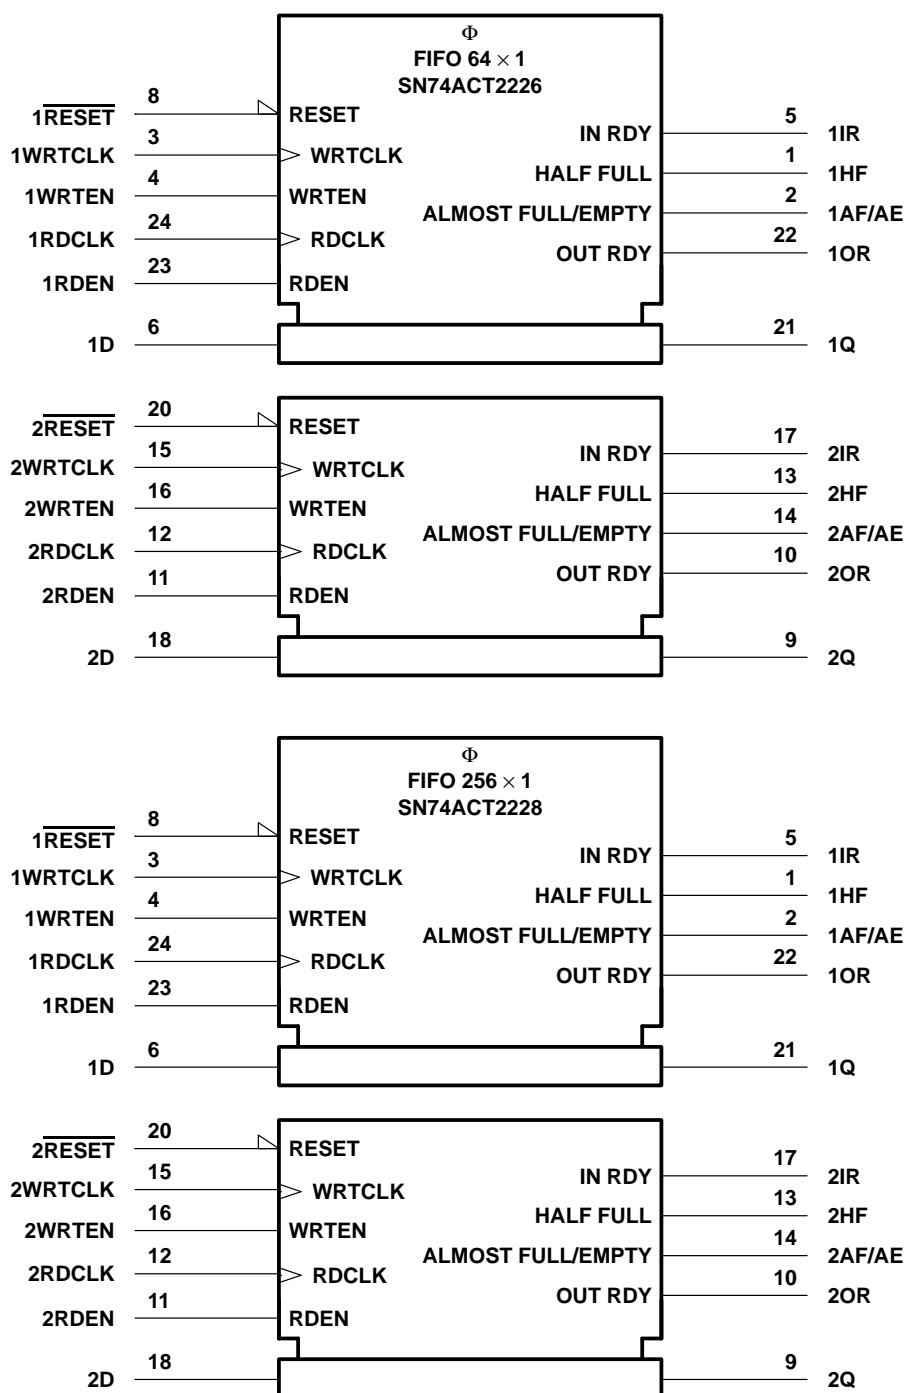 Φ
FIFO 64 × 1
SN74ACT2226
1RESET 8 RESET
1WRTCLK 3 WRTCLK
1WRTEN 4 WRTEN
1RDCLK 24 RDCLK
1RDEN 23 RDEN
IN RDY 5 1IR
HALF FULL 1 1HF
ALMOST FULL/EMPTY 2 1AF/AE
OUT RDY 22 1OR
1D 6 21 1Q
2RESET 20 RESET
2WRTCLK 15 WRTCLK
2WRTEN 16 WRTEN
2RDCLK 12 RDCLK
2RDEN 11 RDEN
IN RDY 17 2IR
HALF FULL 13 2HF
ALMOST FULL/EMPTY 14 2AF/AE
OUT RDY 10 2OR
2D 18 9 2Q
Φ
FIFO 256 × 1
SN74ACT2228
1RESET 8 RESET
1WRTCLK 3 WRTCLK
1WRTEN 4 WRTEN
1RDCLK 24 RDCLK
1RDEN 23 RDEN
IN RDY 5 1IR
HALF FULL 1 1HF
ALMOST FULL/EMPTY 2 1AF/AE
OUT RDY 22 1OR
1D 6 21 1Q
2RESET 20 RESET
2WRTCLK 15 WRTCLK
2WRTEN 16 WRTEN
2RDCLK 12 RDCLK
2RDEN 11 RDEN
IN RDY 17 2IR
HALF FULL 13 2HF
ALMOST FULL/EMPTY 14 2AF/AE
OUT RDY 10 2OR
2D 18 9 2Q